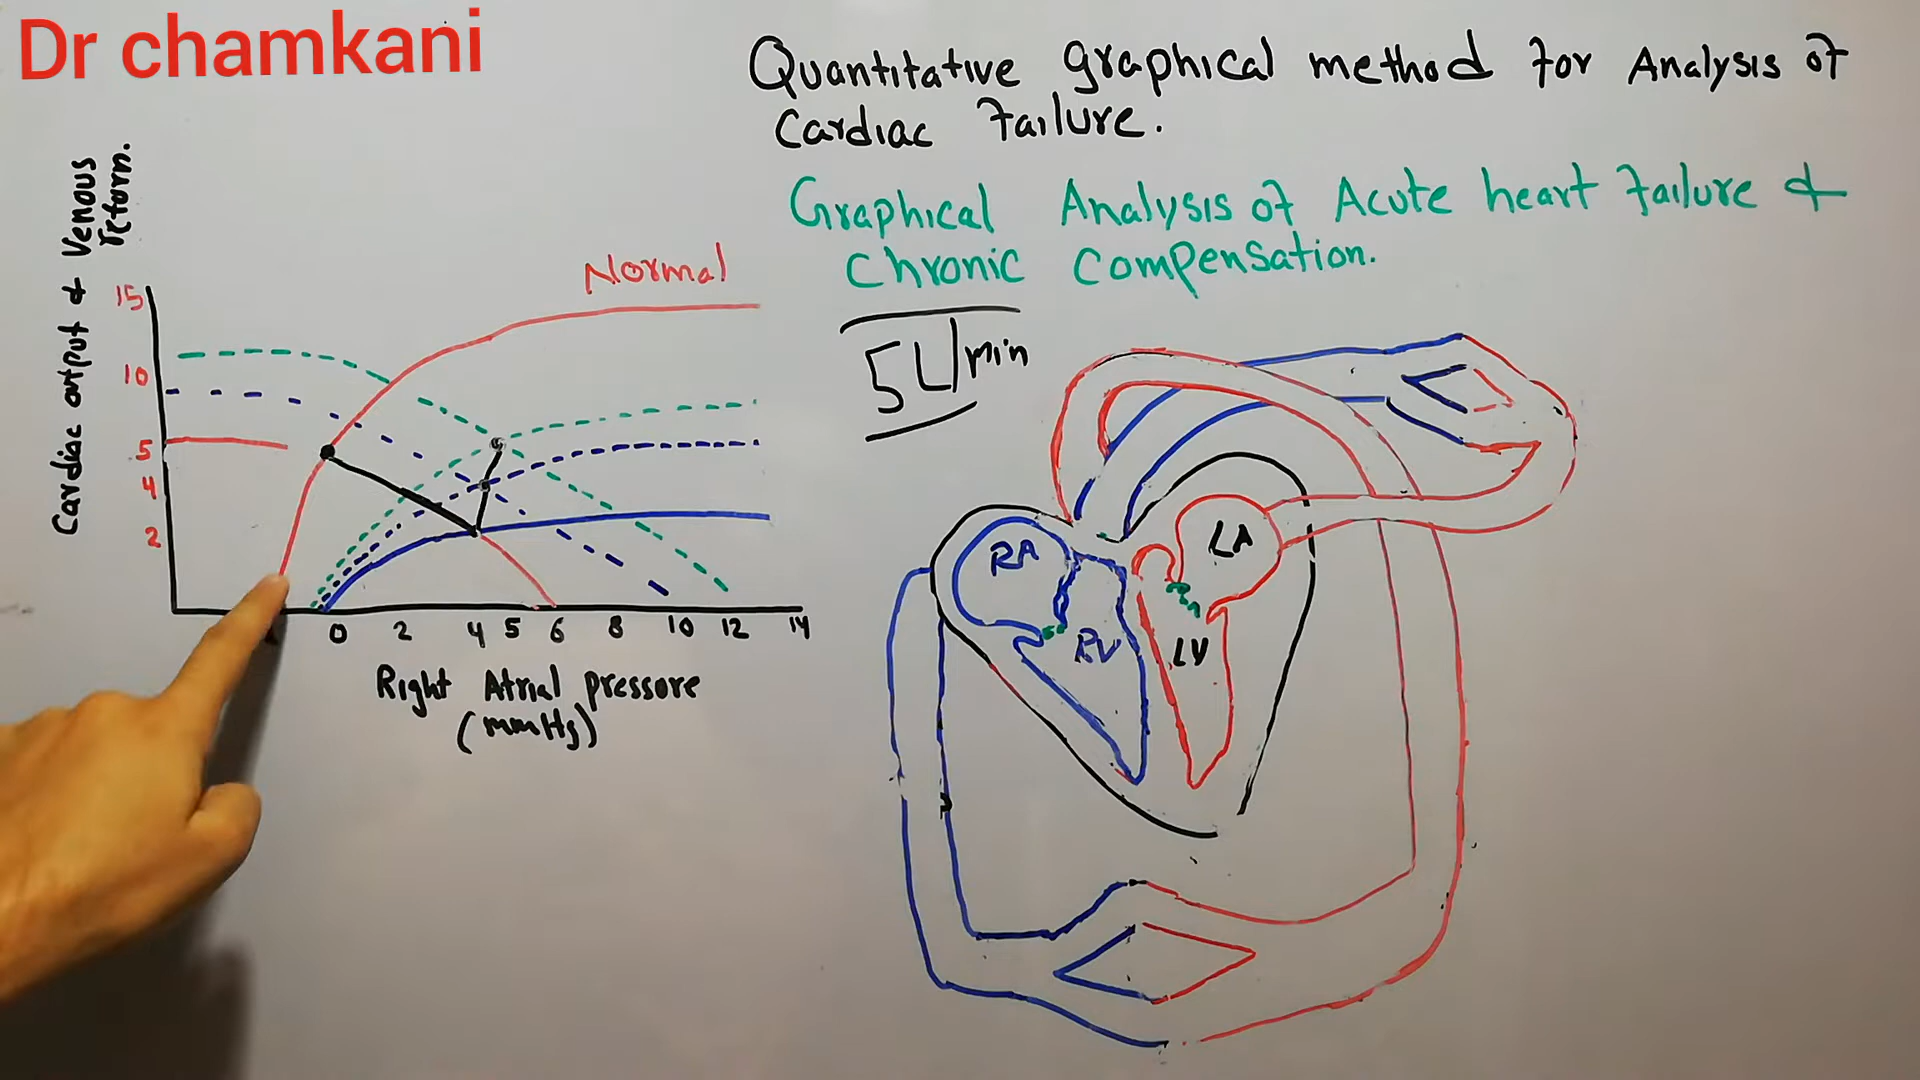 Dr chamkani
Quantitative graphical method for Analysis of
Cardiac Failure.
Graphical Analysis of Acute heart Failure &
Chronic Compensation.
5L/min
Cardiac output & Venous
return.
Normal
15
10
5
4
2
0 2 4 5 6 8 10 12 14
Right Atrial pressure
(mmHg)
RA
LA
RV
LV